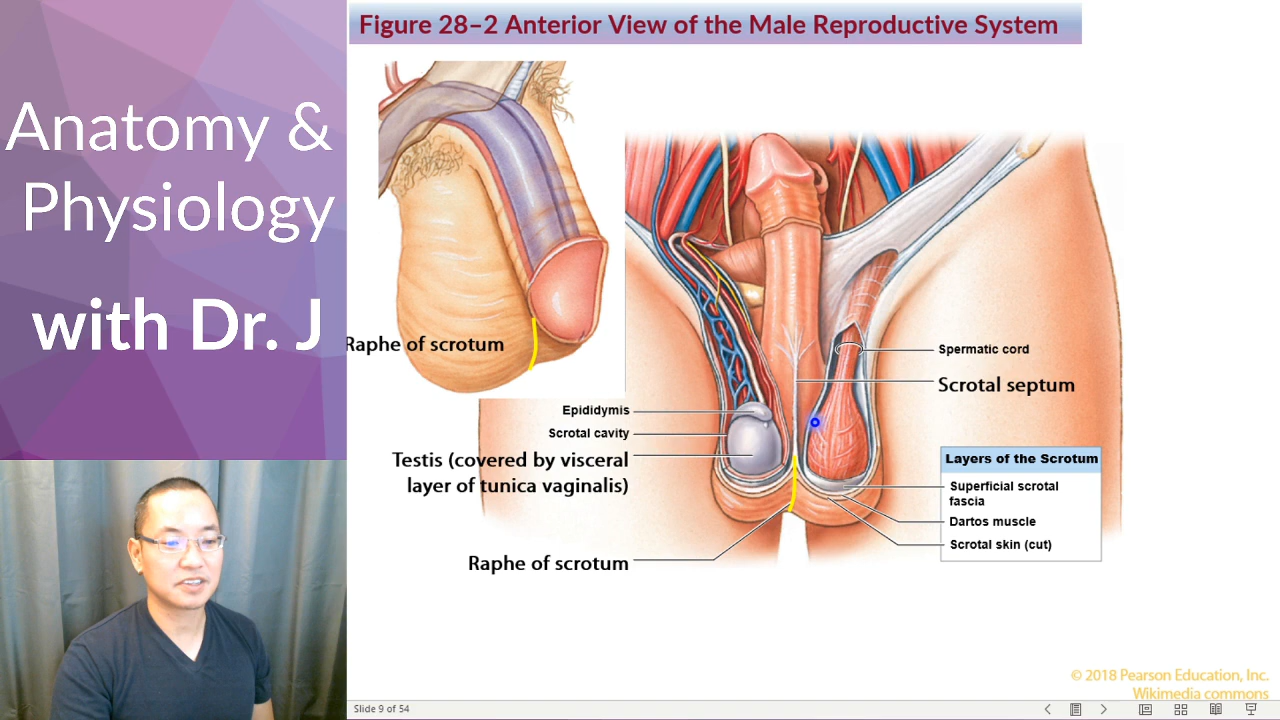 Anatomy &
Physiology
with Dr. J
Figure 28–2 Anterior View of the Male Reproductive System
Raphe of scrotum
Spermatic cord
Scrotal septum
Epididymis
Scrotal cavity
Testis (covered by visceral
layer of tunica vaginalis)
Layers of the Scrotum
Superficial scrotal
fascia
Dartos muscle
Scrotal skin (cut)
Raphe of scrotum
© 2018 Pearson Education, Inc.
Wikimedia commons
Slide 9 of 54